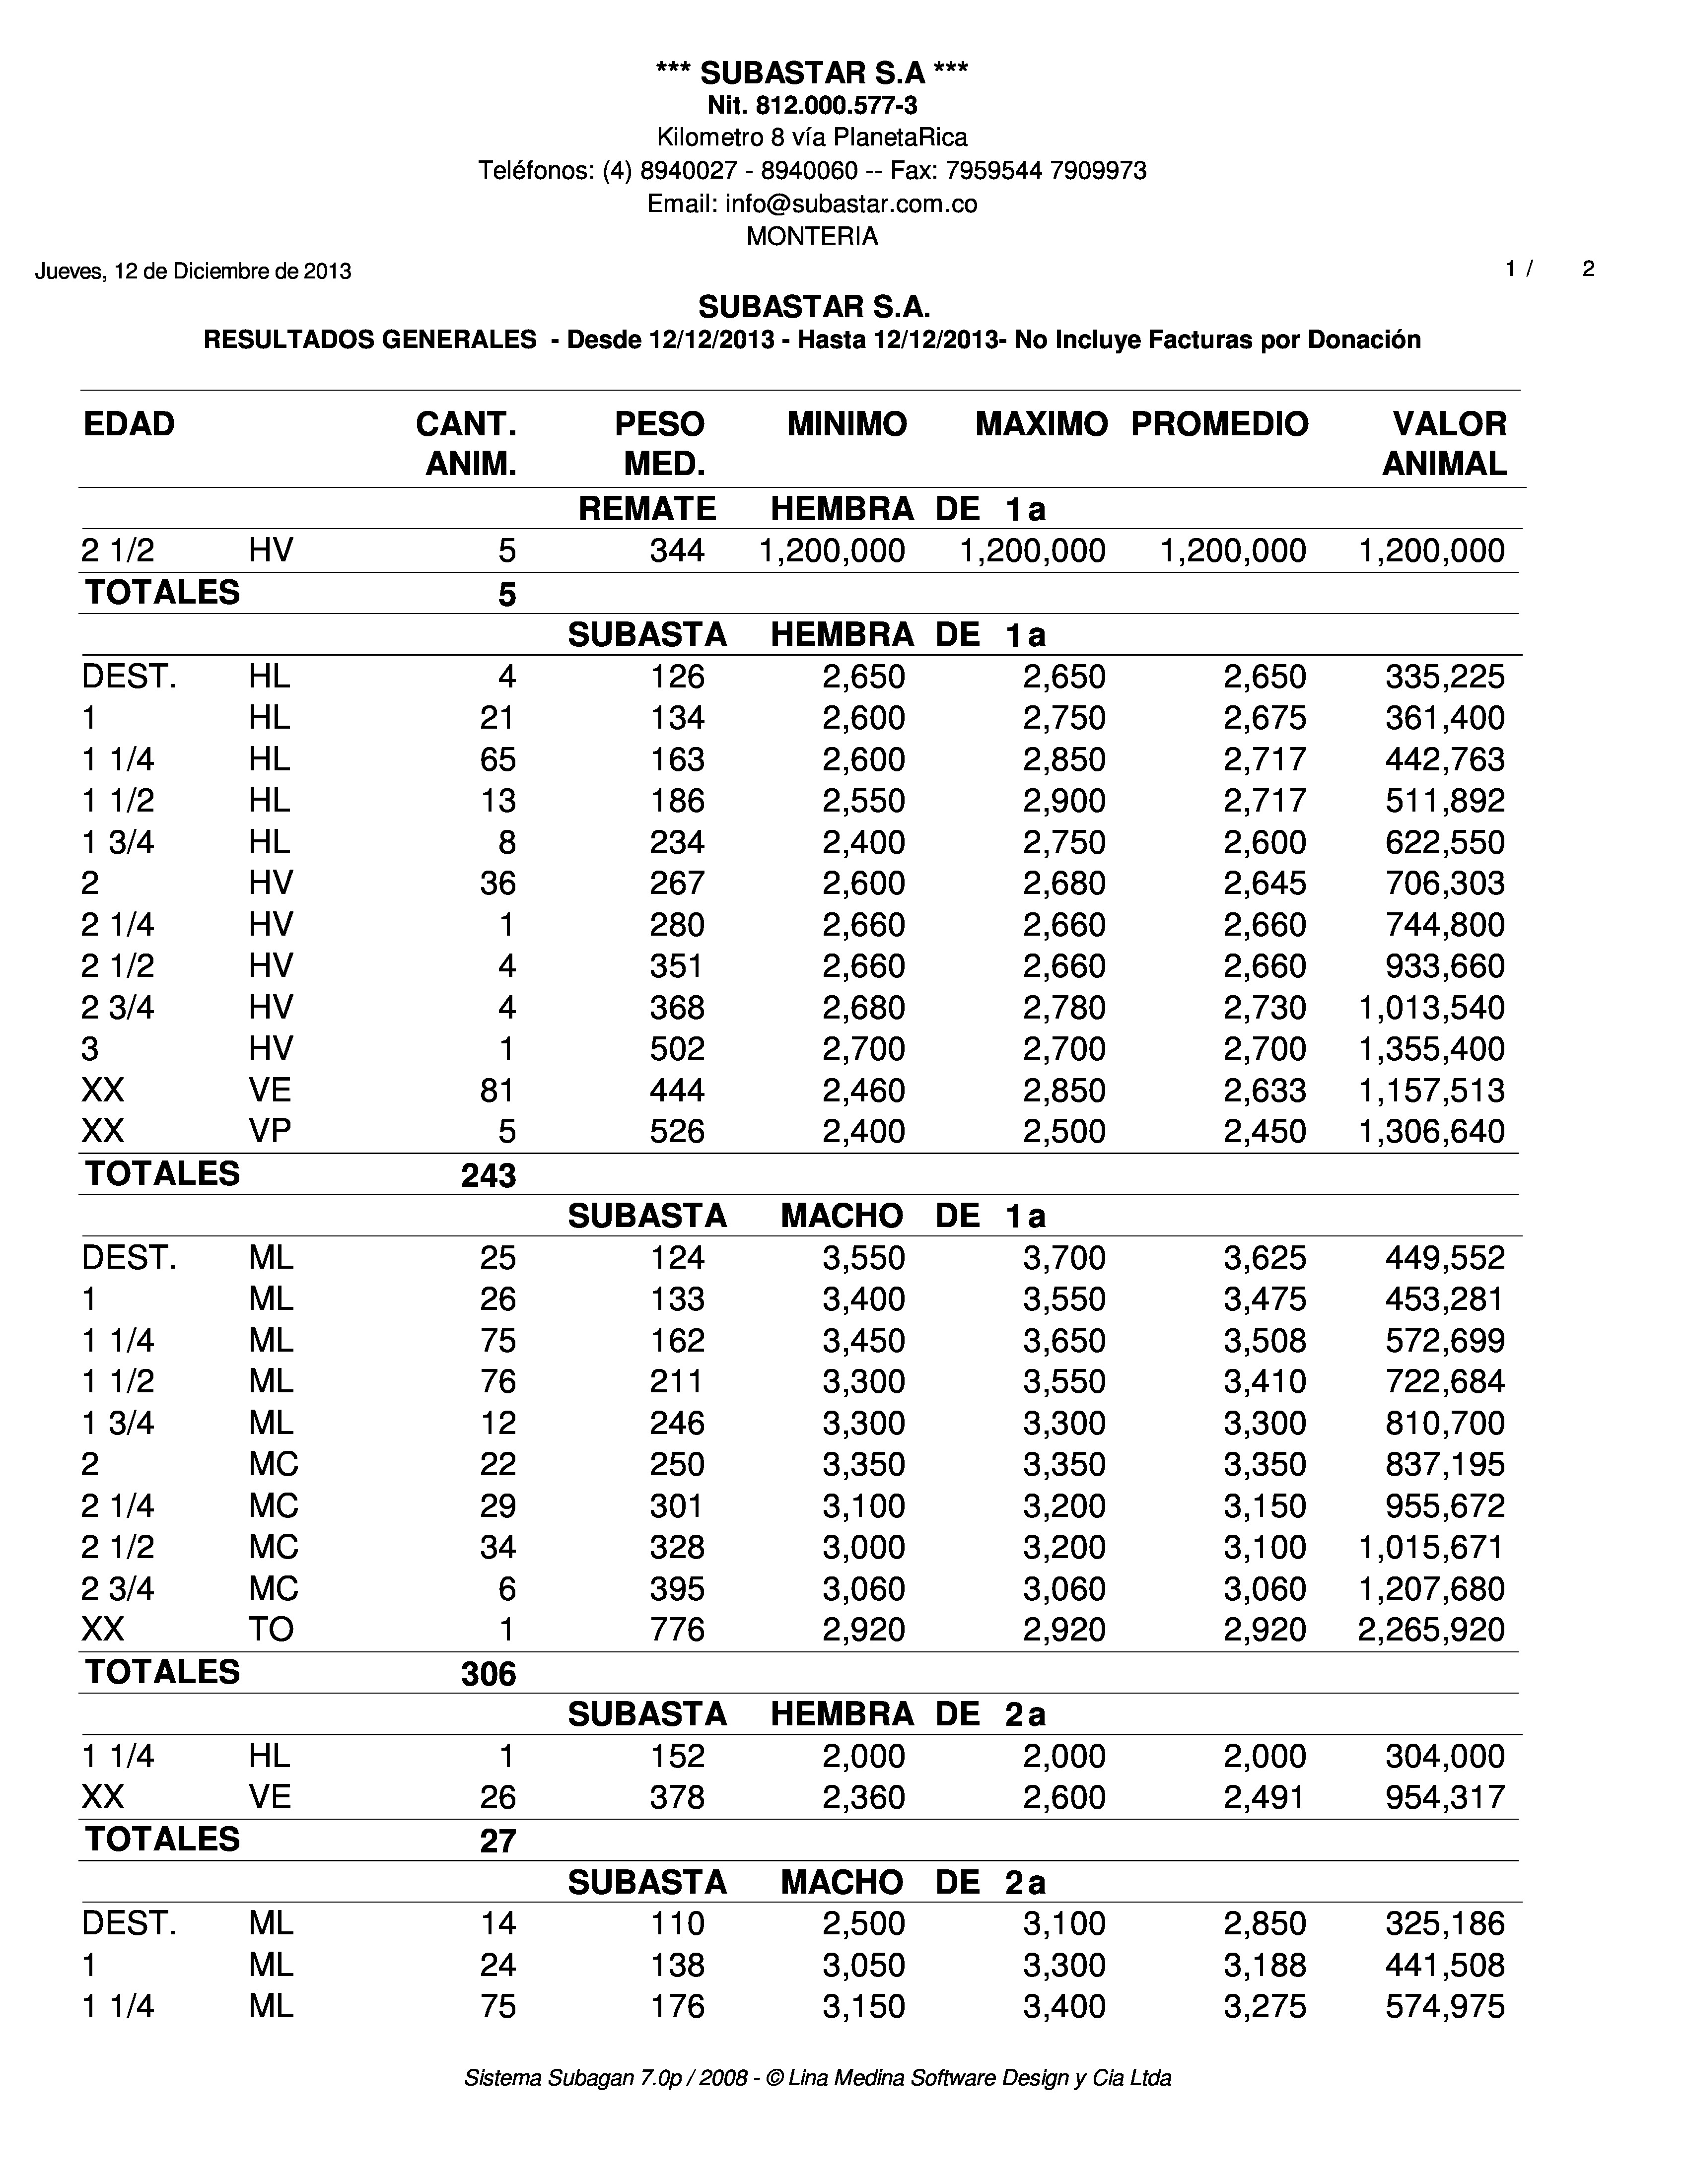 *** SUBASTAR S.A ***
Nit. 812.000.577-3
Kilometro 8 vía PlanetaRica
Teléfonos: (4) 8940027 - 8940060 -- Fax: 7959544 7909973
Email: info@subastar.com.co
MONTERIA
Jueves, 12 de Diciembre de 2013 1 / 2
SUBASTAR S.A.
RESULTADOS GENERALES - Desde 12/12/2013 - Hasta 12/12/2013- No Incluye Facturas por Donación
EDAD CANT. PESO MINIMO MAXIMO PROMEDIO VALOR
ANIM. MED. ANIMAL
REMATE HEMBRA DE 1a
2 1/2 HV 5 344 1,200,000 1,200,000 1,200,000 1,200,000
TOTALES 5
SUBASTA HEMBRA DE 1a
DEST. HL 4 126 2,650 2,650 2,650 335,225
1 HL 21 134 2,600 2,750 2,675 361,400
1 1/4 HL 65 163 2,600 2,850 2,717 442,763
1 1/2 HL 13 186 2,550 2,900 2,717 511,892
1 3/4 HL 8 234 2,400 2,750 2,600 622,550
2 HV 36 267 2,600 2,680 2,645 706,303
2 1/4 HV 1 280 2,660 2,660 2,660 744,800
2 1/2 HV 4 351 2,660 2,660 2,660 933,660
2 3/4 HV 4 368 2,680 2,780 2,730 1,013,540
3 HV 1 502 2,700 2,700 2,700 1,355,400
XX VE 81 444 2,460 2,850 2,633 1,157,513
XX VP 5 526 2,400 2,500 2,450 1,306,640
TOTALES 243
SUBASTA MACHO DE 1a
DEST. ML 25 124 3,550 3,700 3,625 449,552
1 ML 26 133 3,400 3,550 3,475 453,281
1 1/4 ML 75 162 3,450 3,650 3,508 572,699
1 1/2 ML 76 211 3,300 3,550 3,410 722,684
1 3/4 ML 12 246 3,300 3,300 3,300 810,700
2 MC 22 250 3,350 3,350 3,350 837,195
2 1/4 MC 29 301 3,100 3,200 3,150 955,672
2 1/2 MC 34 328 3,000 3,200 3,100 1,015,671
2 3/4 MC 6 395 3,060 3,060 3,060 1,207,680
XX TO 1 776 2,920 2,920 2,920 2,265,920
TOTALES 306
SUBASTA HEMBRA DE 2a
1 1/4 HL 1 152 2,000 2,000 2,000 304,000
XX VE 26 378 2,360 2,600 2,491 954,317
TOTALES 27
SUBASTA MACHO DE 2a
DEST. ML 14 110 2,500 3,100 2,850 325,186
1 ML 24 138 3,050 3,300 3,188 441,508
1 1/4 ML 75 176 3,150 3,400 3,275 574,975
Sistema Subagan 7.0p / 2008 - © Lina Medina Software Design y Cia Ltda